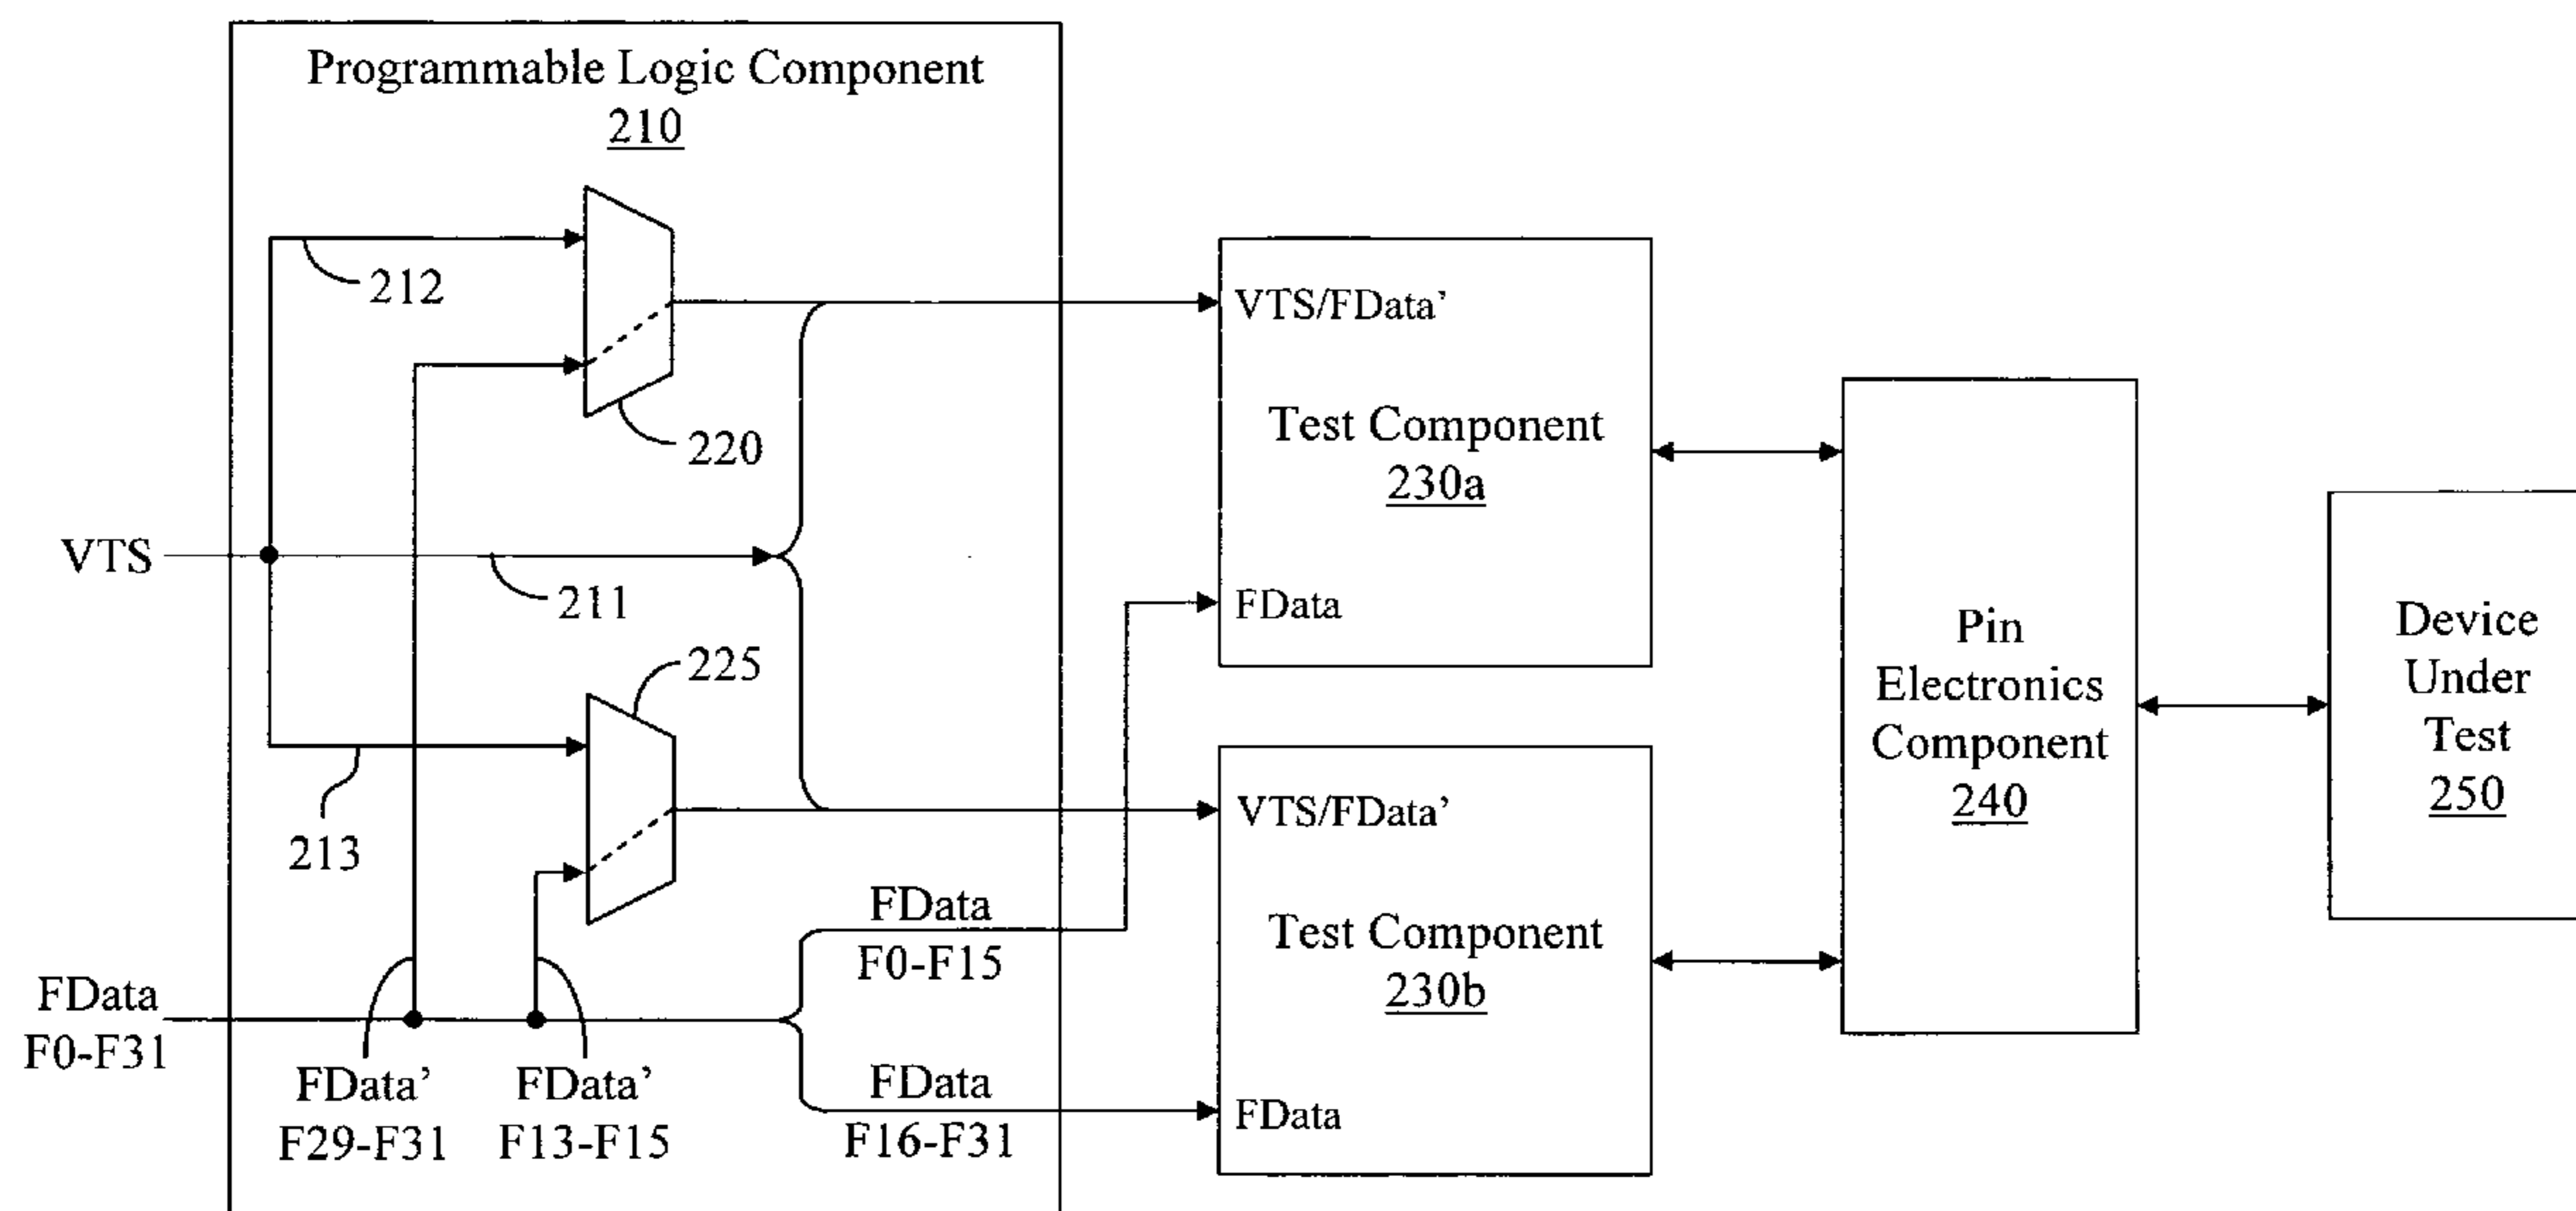 Programmable Logic Component
210
212
220
VTS
211
225
213
FData
F0-F31
FData’
F29-F31
FData’
F13-F15
FData
F0-F15
FData
F16-F31
VTS/FData’
Test Component
230a
FData
VTS/FData’
Test Component
230b
FData
Pin
Electronics
Component
240
Device
Under
Test
250